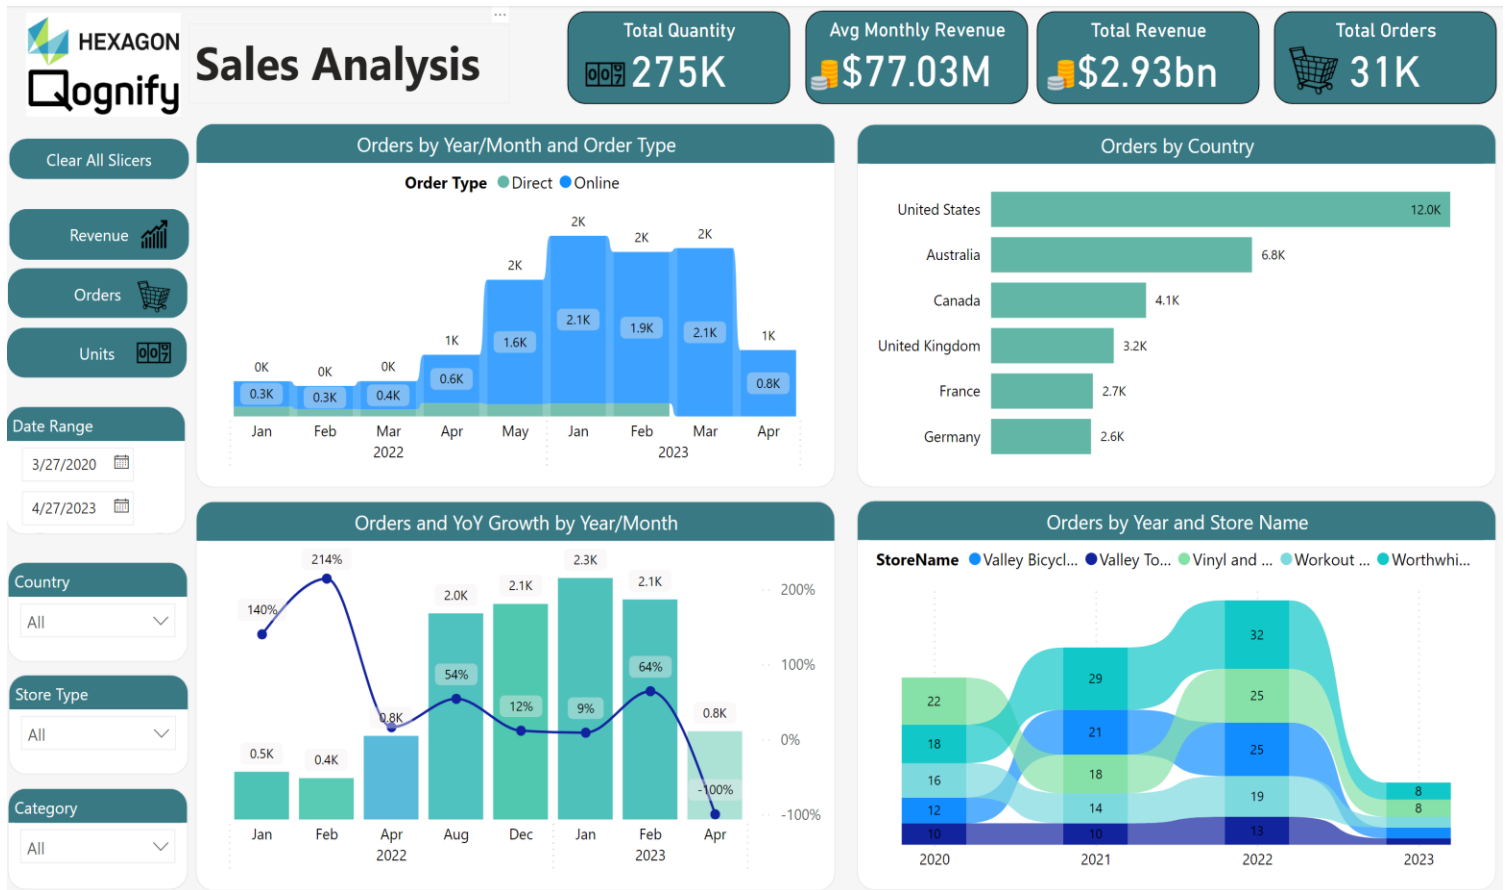 HEXAGON
Qognify
Sales Analysis
...
Total Quantity
275K
Avg Monthly Revenue
$77.03M
Total Revenue
$2.93bn
Total Orders
31K
Clear All Slicers
Revenue
Orders
Units
Date Range
3/27/2020
4/27/2023
Country
All
Store Type
All
Category
All
Orders by Year/Month and Order Type
Order Type Direct Online
0K 0K 0K 1K 2K 2K 2K 2K 1K
0.3K 0.3K 0.4K 0.6K 1.6K 2.1K 1.9K 2.1K 0.8K
Jan Feb Mar Apr May Jan Feb Mar Apr
2022 2023
Orders by Country
United States 12.0K
Australia 6.8K
Canada 4.1K
United Kingdom 3.2K
France 2.7K
Germany 2.6K
Orders and YoY Growth by Year/Month
140% 214% 0.8K 2.0K 2.1K 2.3K 2.1K 0.8K
0.5K 0.4K 54% 12% 9% 64% -100%
200%
100%
0%
-100%
Jan Feb Apr Aug Dec Jan Feb Apr
2022 2023
Orders by Year and Store Name
StoreName Valley Bicycl... Valley To... Vinyl and ... Workout ... Worthwhi...
22 18 16 12 10
29 21 18 14 10
32 25 25 19 13
8 8
2020 2021 2022 2023